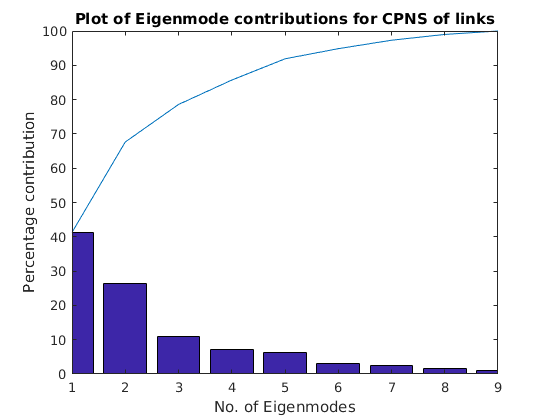 Plot of Eigenmode contributions for CPNS of links
100
90
80
70
60
50
40
30
20
10
0
Percentage contribution
1 2 3 4 5 6 7 8 9
No. of Eigenmodes